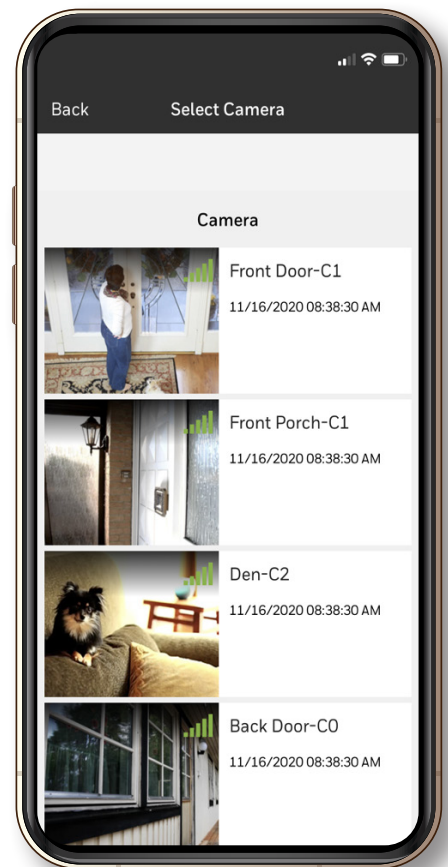 Back
Select Camera
Camera
Front Door-C1
11/16/2020 08:38:30 AM
Front Porch-C1
11/16/2020 08:38:30 AM
Den-C2
11/16/2020 08:38:30 AM
Back Door-C0
11/16/2020 08:38:30 AM